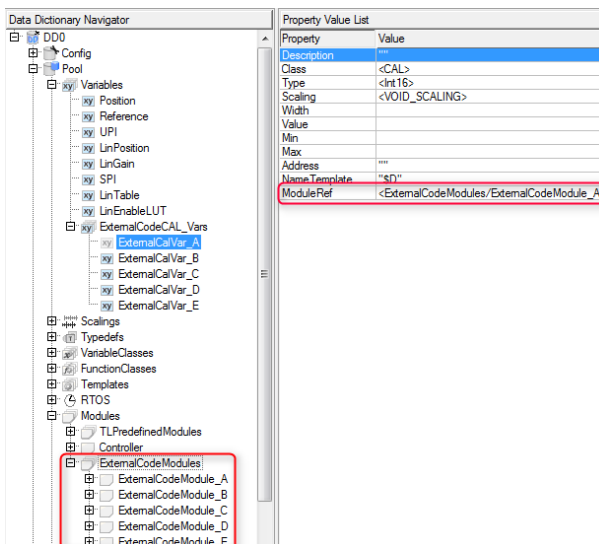 Data Dictionary Navigator
DD0
Config
Pool
Variables
Position
Reference
UPI
LinPosition
LinGain
SPI
LinTable
LinEnableLUT
ExternalCodeCAL_Vars
ExternalCalVar_A
ExternalCalVar_B
ExternalCalVar_C
ExternalCalVar_D
ExternalCalVar_E
Scalings
Typedefs
VariableClasses
FunctionClasses
Templates
RTOS
Modules
TLPredefinedModules
Controller
ExternalCodeModules
ExternalCodeModule_A
ExternalCodeModule_B
ExternalCodeModule_C
ExternalCodeModule_D
ExternalCodeModule_E
Property Value List
Property Value
Description ""
Class <CAL>
Type <Int16>
Scaling <VOID_SCALING>
Width
Value
Min
Max
Address ""
NameTemplate "$D"
ModuleRef <ExternalCodeModules/ExternalCodeModule_A